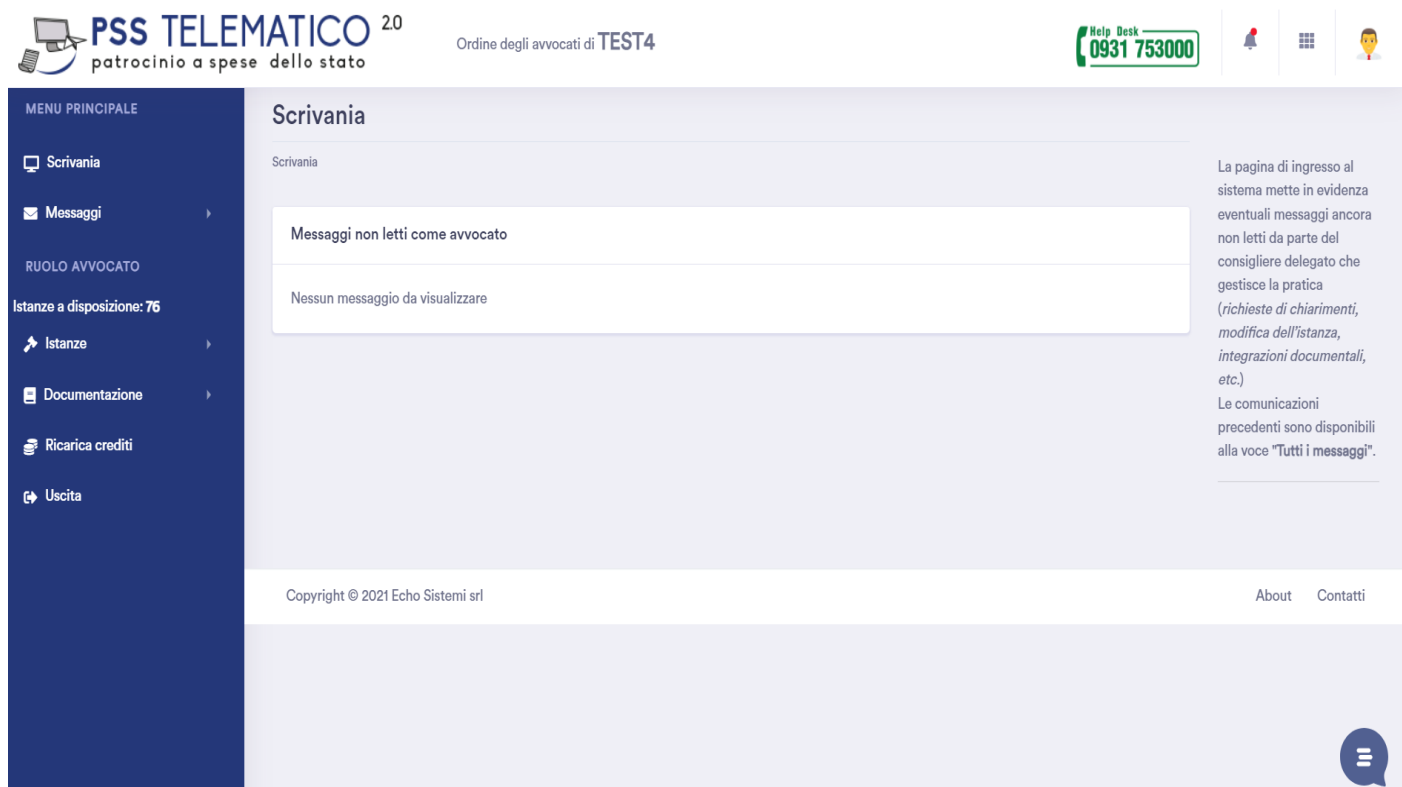 PSS TELEMATICO 2.0
patrocinio a spese dello stato
Ordine degli avvocati di TEST4
Help Desk
0931 753000
MENU PRINCIPALE
Scrivania
Messaggi
RUOLO AVVOCATO
Istanze a disposizione: 76
Istanze
Documentazione
Ricarica crediti
Uscita
Scrivania
Scrivania
Messaggi non letti come avvocato
Nessun messaggio da visualizzare
La pagina di ingresso al
sistema mette in evidenza
eventuali messaggi ancora
non letti da parte del
consigliere delegato che
gestisce la pratica
(richieste di chiarimenti,
modifica dell'istanza,
integrazioni documentali,
etc.)
Le comunicazioni
precedenti sono disponibili
alla voce "Tutti i messaggi".
Copyright © 2021 Echo Sistemi srl
About
Contatti